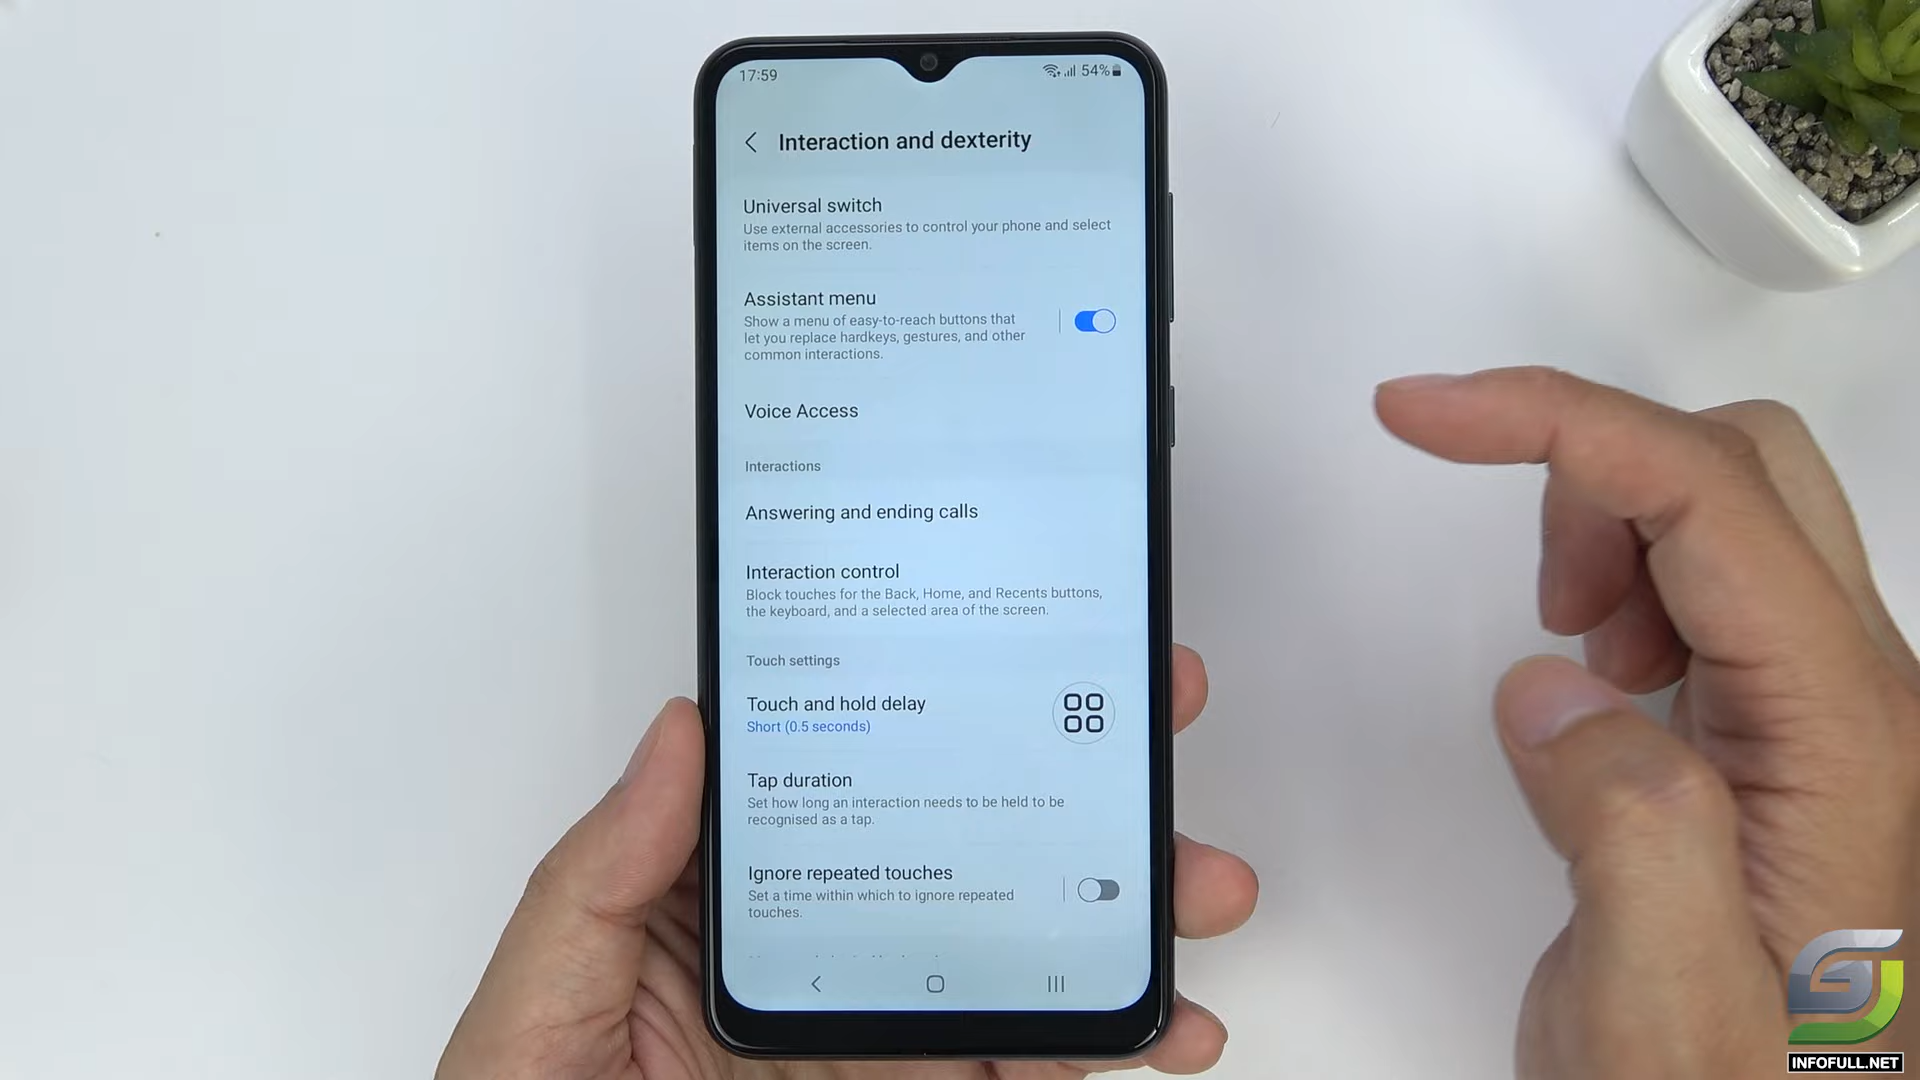 17:59
54%
Interaction and dexterity
Universal switch
Use external accessories to control your phone and select
items on the screen.
Assistant menu
Show a menu of easy-to-reach buttons that
let you replace hardkeys, gestures, and other
common interactions.
Voice Access
Interactions
Answering and ending calls
Interaction control
Block touches for the Back, Home, and Recents buttons,
the keyboard, and a selected area of the screen.
Touch settings
Touch and hold delay
Short (0.5 seconds)
Tap duration
Set how long an interaction needs to be held to be
recognised as a tap.
Ignore repeated touches
Set a time within which to ignore repeated
touches.
INFOFULL.NET